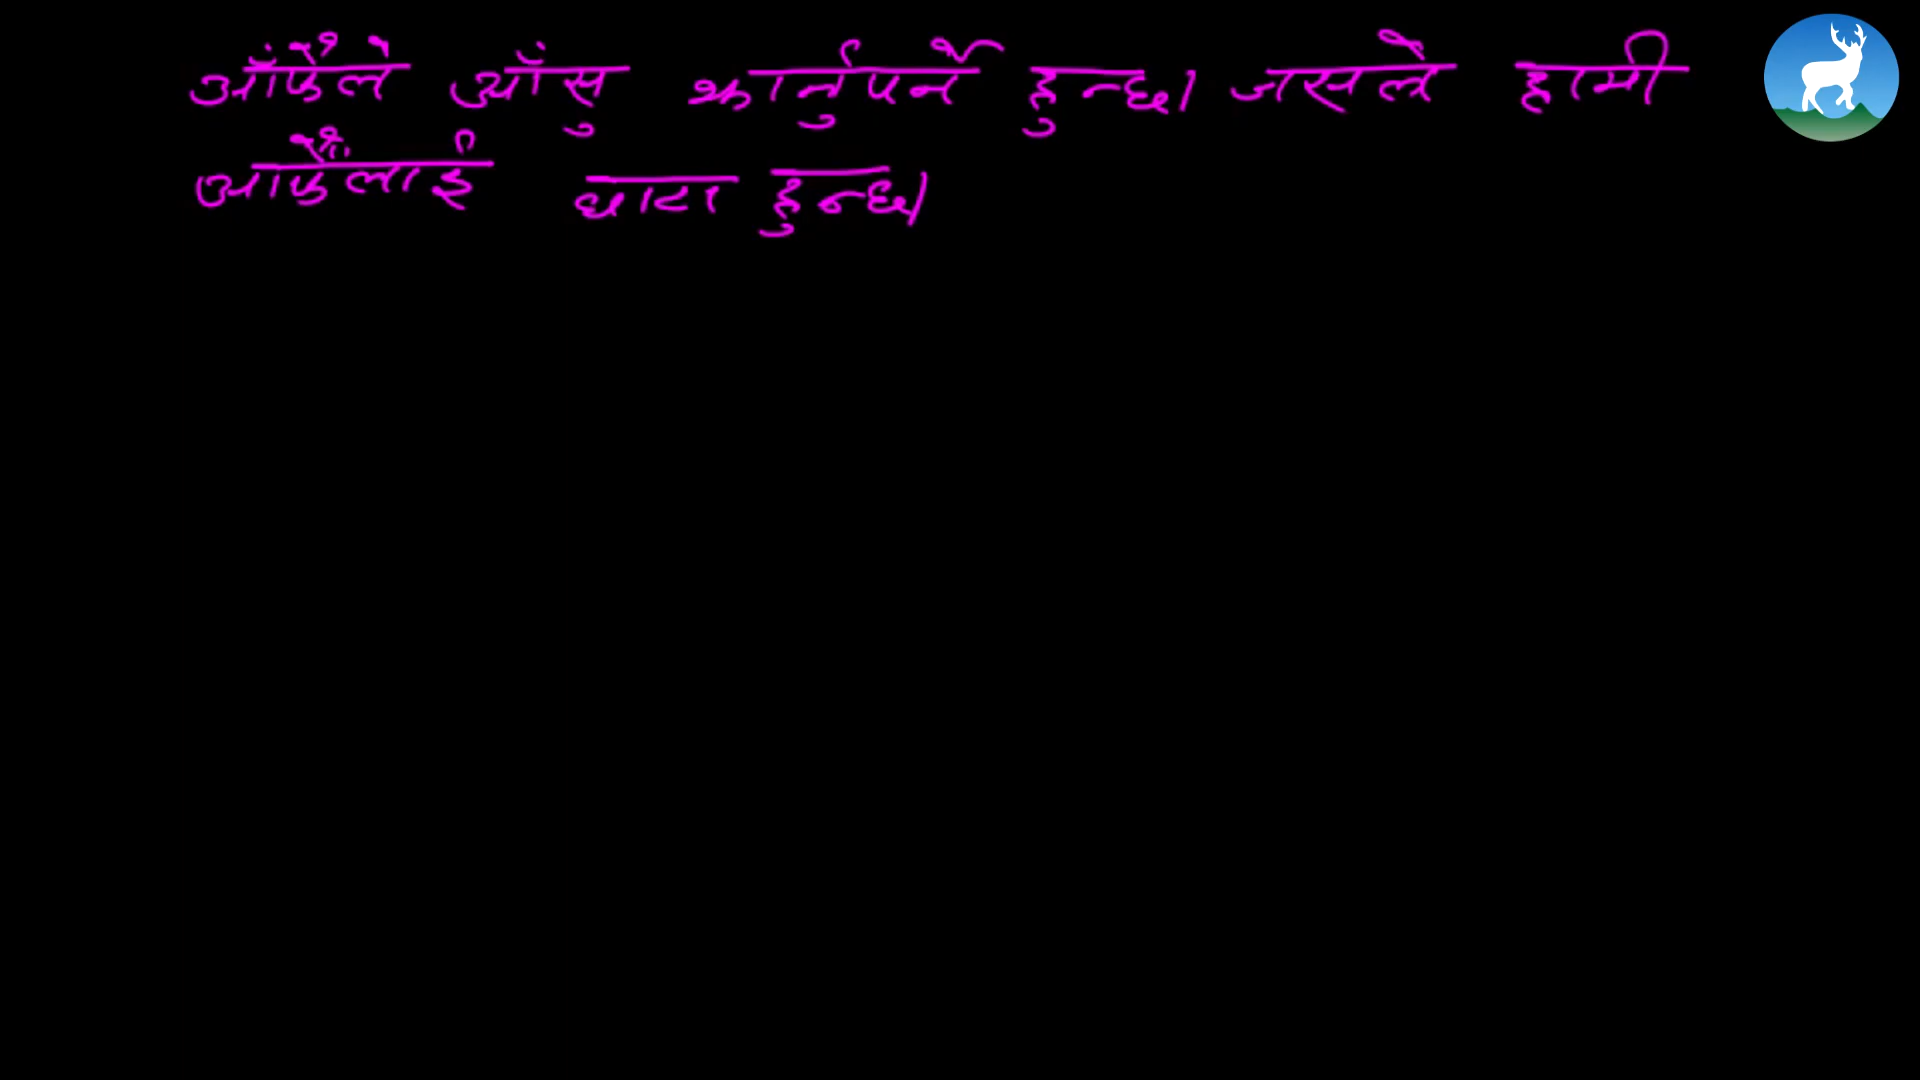 आँफैले आँसु झार्नुपर्ने हुन्छ। जसले हामी
आफैंलाई घाटा हुन्छ।